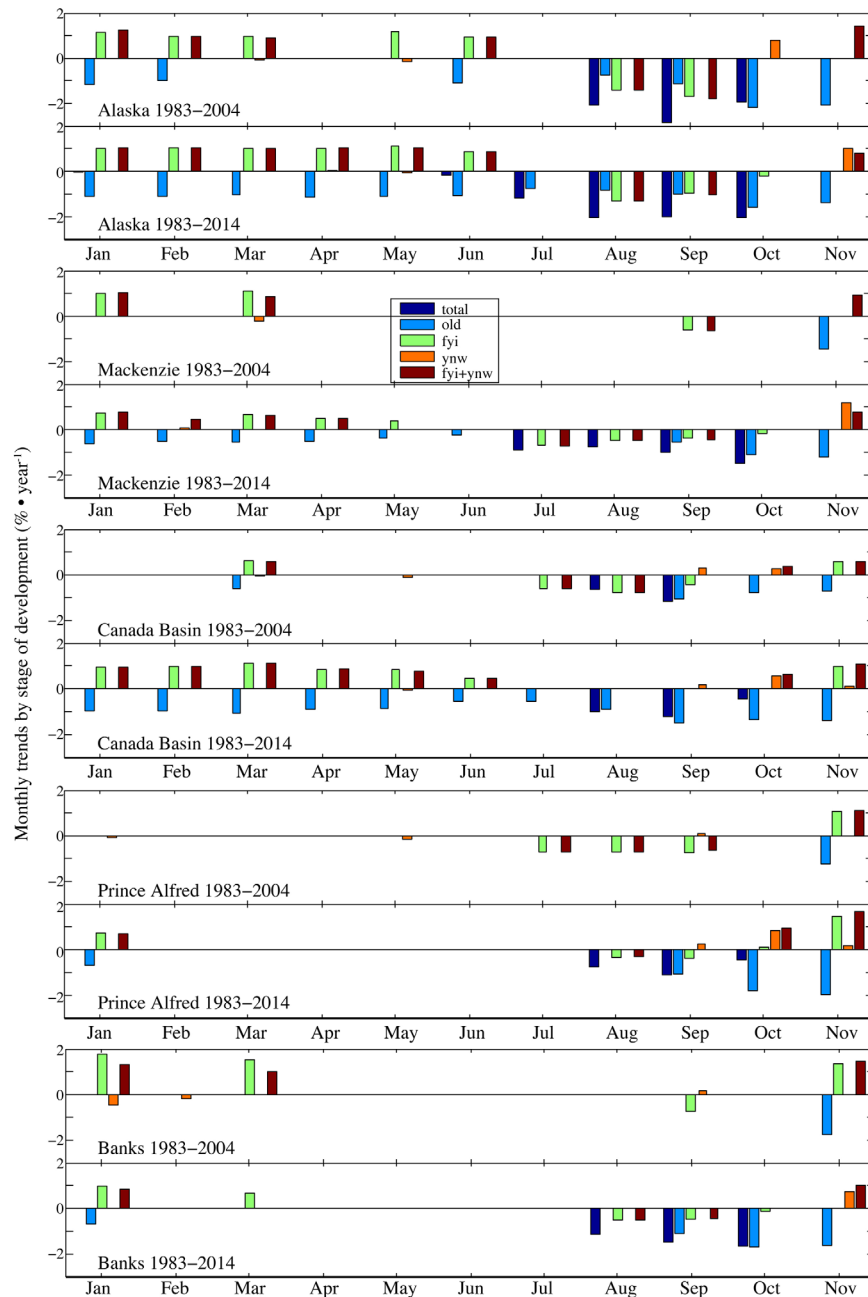 Monthly trends by stage of development (% • year⁻¹)
2
0
−2
Alaska 1983−2004
2
0
−2
Alaska 1983−2014
Jan Feb Mar Apr May Jun Jul Aug Sep Oct Nov
2
0
−2
Mackenzie 1983−2004
total
old
fyi
ynw
fyi+ynw
2
0
−2
Mackenzie 1983−2014
Jan Feb Mar Apr May Jun Jul Aug Sep Oct Nov
2
0
−2
Canada Basin 1983−2004
2
0
−2
Canada Basin 1983−2014
Jan Feb Mar Apr May Jun Jul Aug Sep Oct Nov
2
0
−2
Prince Alfred 1983−2004
2
0
−2
Prince Alfred 1983−2014
Jan Feb Mar Apr May Jun Jul Aug Sep Oct Nov
2
0
−2
Banks 1983−2004
2
0
−2
Banks 1983−2014
Jan Feb Mar Apr May Jun Jul Aug Sep Oct Nov